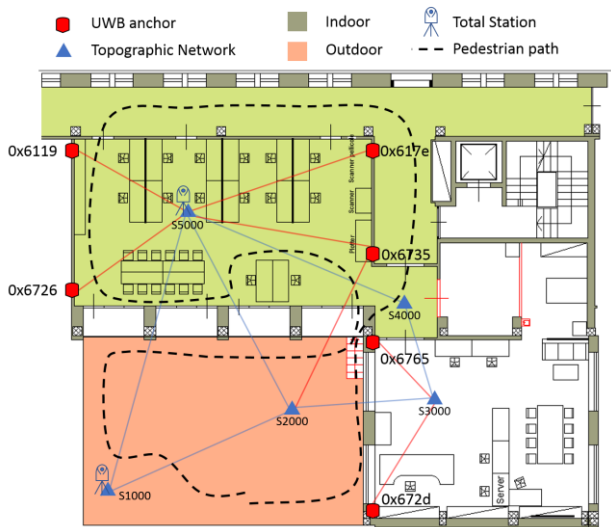 UWB anchor
Indoor
Total Station
Topographic Network
Outdoor
Pedestrian path
0x6119
0x617e
Scanner
Scanner
S5000
Plotter
0x6735
0x6726
S4000
0x6765
S3000
S2000
S1000
Server
0x672d